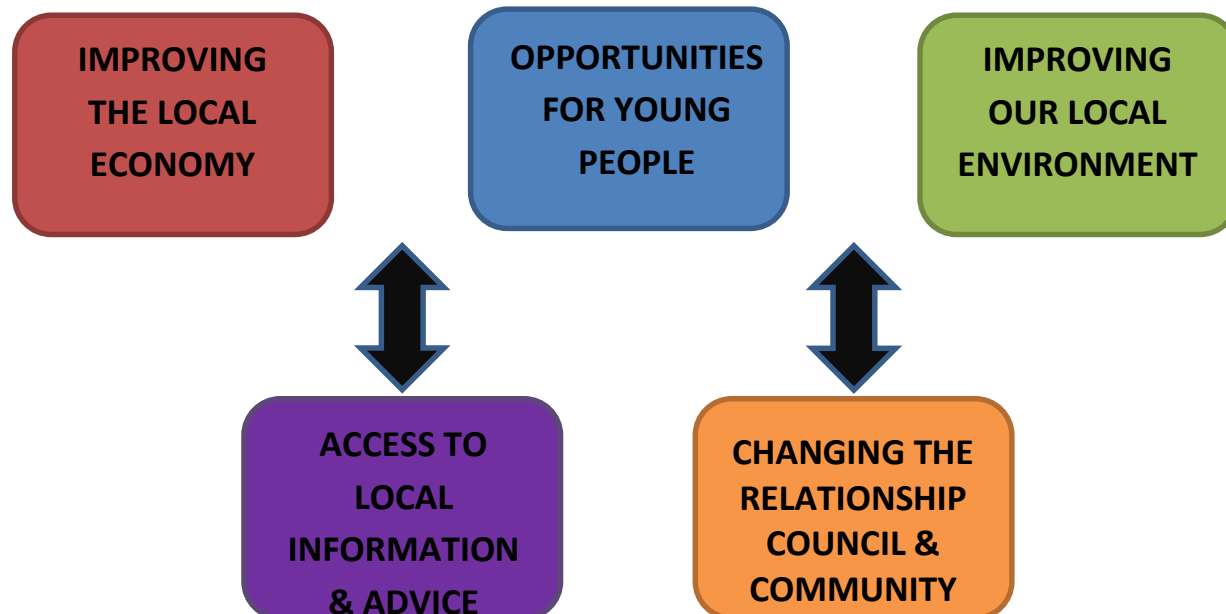 IMPROVING
THE LOCAL
ECONOMY
OPPORTUNITIES
FOR YOUNG
PEOPLE
IMPROVING
OUR LOCAL
ENVIRONMENT
ACCESS TO
LOCAL
INFORMATION
& ADVICE
CHANGING THE
RELATIONSHIP
COUNCIL &
COMMUNITY